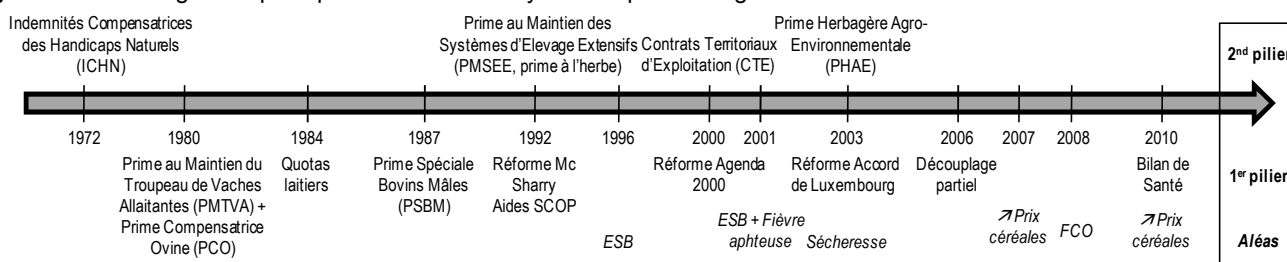 Indemnités Compensatrices
des Handicaps Naturels
(ICHN)
Prime au Maintien des
Systèmes d'Elevage Extensifs
(PMSEE, prime à l'herbe)
Contrats Territoriaux
d'Exploitation (CTE)
Prime Herbagère Agro-
Environnementale
(PHAE)
2nd pilier
1972
1980
1984
1987
1992
1996
2000
2001
2003
2006
2007
2008
2010
Prime au Maintien du
Troupeau de Vaches
Allaitantes (PMTVA) +
Prime Compensatrice
Ovine (PCO)
Quotas
laitiers
Prime Spéciale
Bovins Mâles
(PSBM)
Réforme Mc
Sharry
Aides SCOP
Réforme Agenda
2000
Réforme Accord
de Luxembourg
Découplage
partiel
Bilan de
Santé
1er pilier
ESB
ESB + Fièvre
aphteuse
Sécheresse
↗ Prix
céréales
FCO
↗ Prix
céréales
Aléas